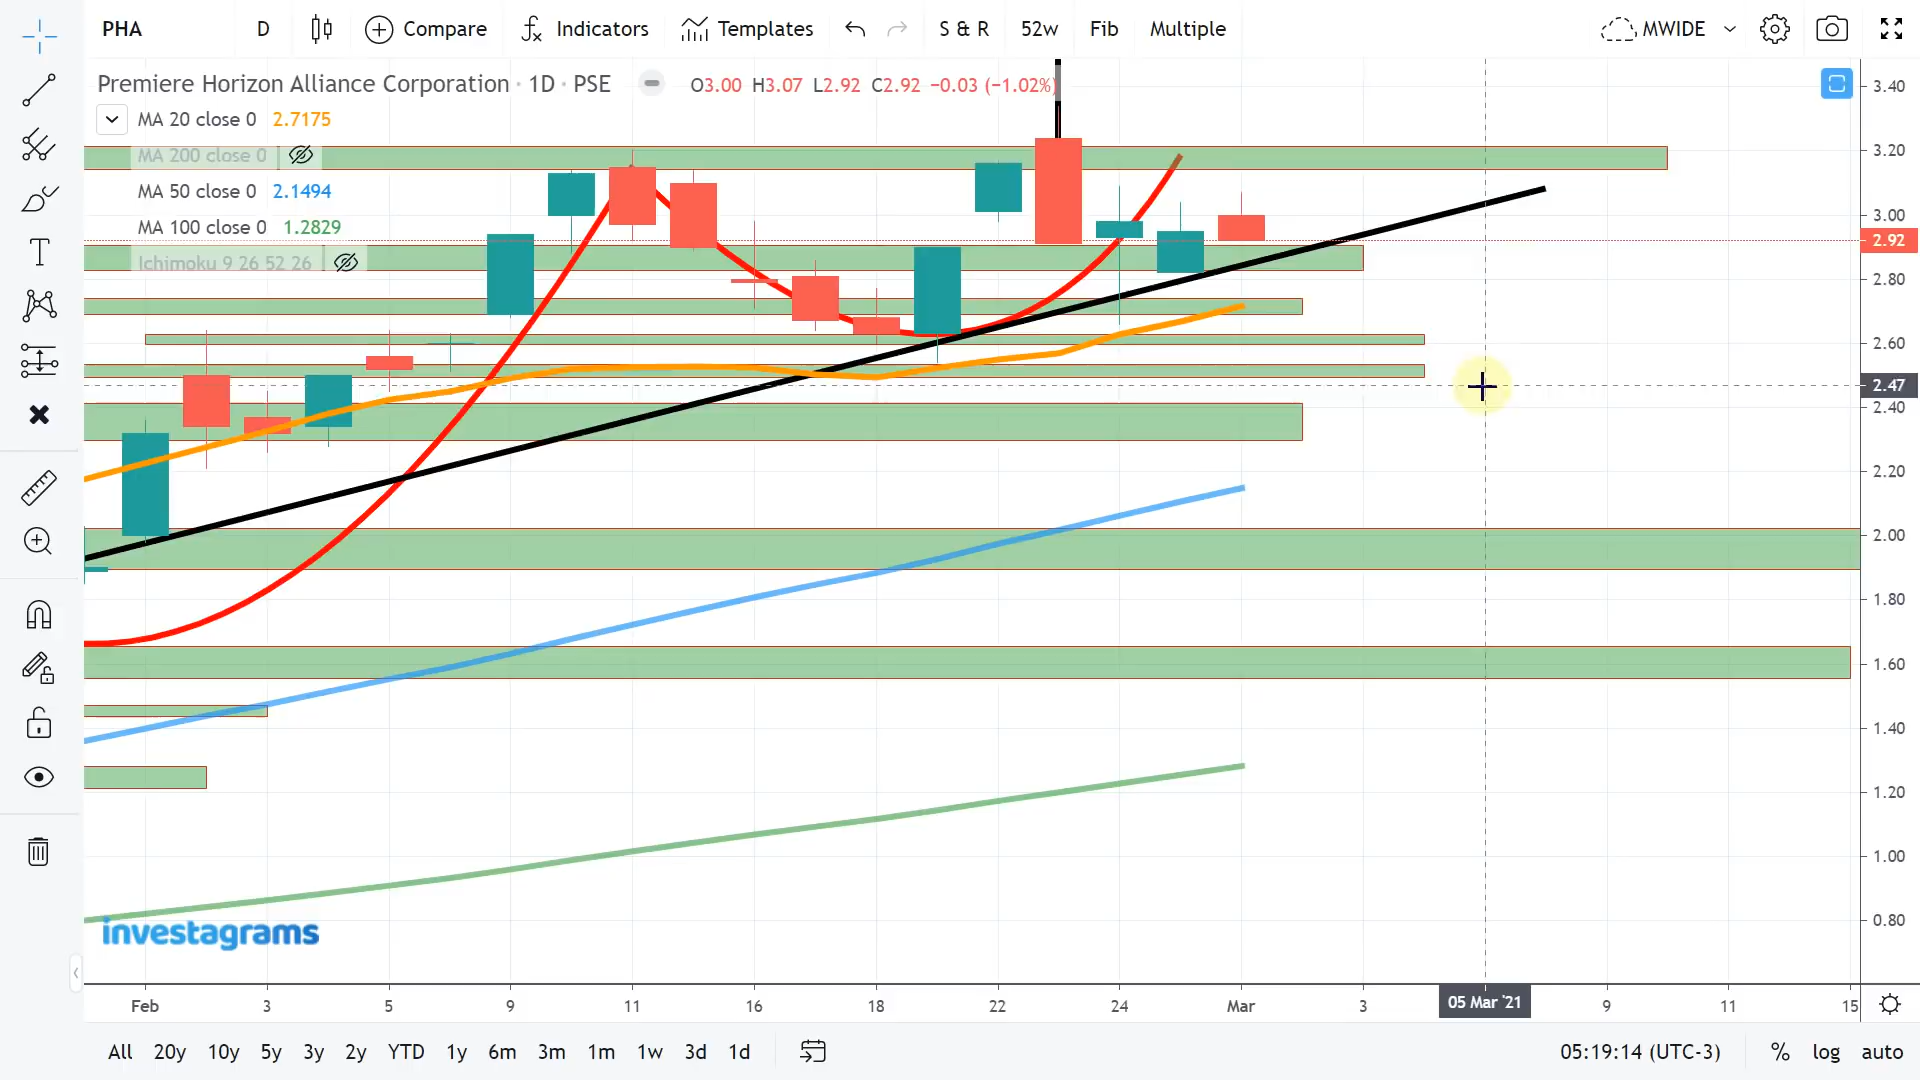 PHA D Compare Indicators Templates S & R 52w Fib Multiple MWIDE
Premiere Horizon Alliance Corporation · 1D · PSE O3.00 H3.07 L2.92 C2.92 −0.03 (−1.02%)
MA 20 close 0 2.7175
MA 200 close 0
MA 50 close 0 2.1494
MA 100 close 0 1.2829
Ichimoku 9 26 52 26
3.40
3.20
3.00
2.92
2.80
2.60
2.47
2.40
2.20
2.00
1.80
1.60
1.40
1.20
1.00
0.80
investagrams
Feb 3 5 9 11 16 18 22 24 Mar 3 05 Mar '21 9 11 15
All 20y 10y 5y 3y 2y YTD 1y 6m 3m 1m 1w 3d 1d 05:19:14 (UTC-3) % log auto